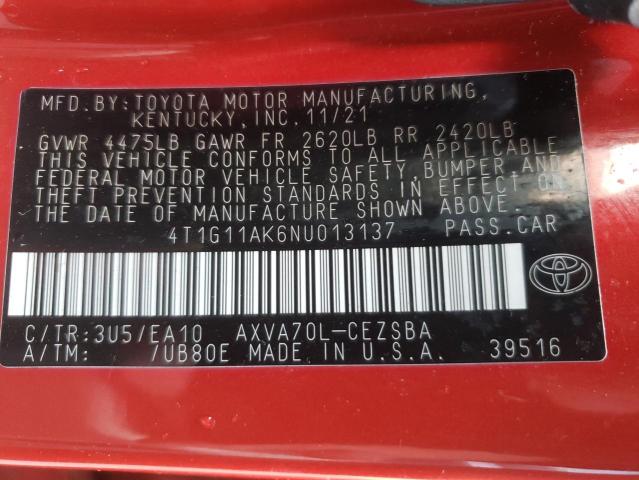 MFD. BY: TOYOTA MOTOR MANUFACTURING,
KENTUCKY, INC. 11/21
GVWR 4475LB GAWR FR 2620LB RR 2420LB
THIS VEHICLE CONFORMS TO ALL APPLICABLE
FEDERAL MOTOR VEHICLE SAFETY, BUMPER, AND
THEFT PREVENTION STANDARDS IN EFFECT ON
THE DATE OF MANUFACTURE SHOWN ABOVE.
4T1G11AK6NU013137 PASS. CAR
C/TR: 3U5/EA10 AXVA70L-CEZSBA
A/TM: /UB80E MADE IN U.S.A. 39516